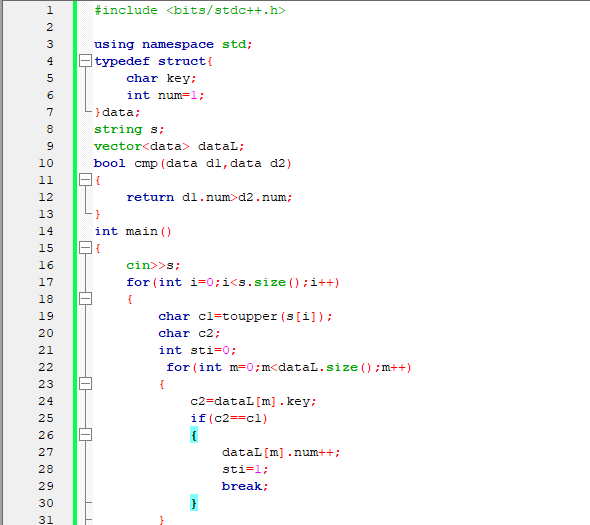 1 #include <bits/stdc++.h>
2
3 using namespace std;
4 typedef struct{
5 char key;
6 int num=1;
7 }data;
8 string s;
9 vector<data> dataL;
10 bool cmp(data d1,data d2)
11 {
12 return d1.num>d2.num;
13 }
14 int main()
15 {
16 cin>>s;
17 for(int i=0;i<s.size();i++)
18 {
19 char c1=toupper(s[i]);
20 char c2;
21 int sti=0;
22 for(int m=0;m<dataL.size();m++)
23 {
24 c2=dataL[m].key;
25 if(c2==c1)
26 {
27 dataL[m].num++;
28 sti=1;
29 break;
30 }
31 }